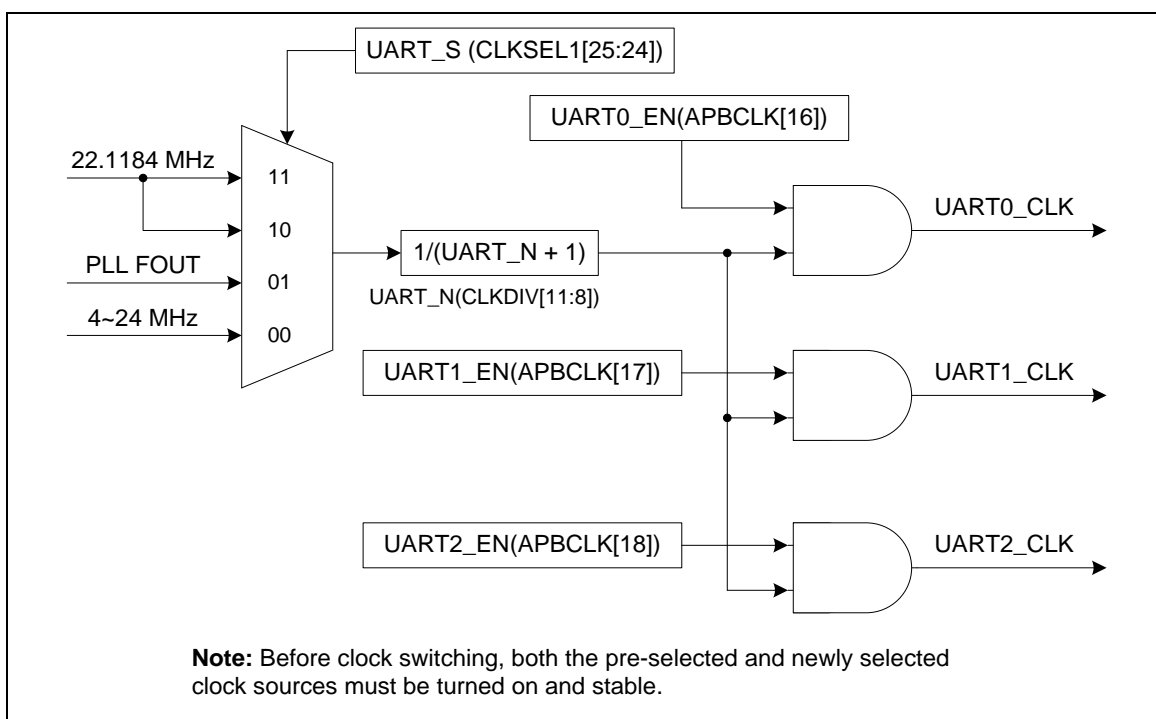 UART_S (CLKSEL1[25:24])
UART0_EN(APBCLK[16])
22.1184 MHz
11
UART0_CLK
10
1/(UART_N + 1)
PLL FOUT
01
UART_N(CLKDIV[11:8])
4~24 MHz
00
UART1_EN(APBCLK[17])
UART1_CLK
UART2_EN(APBCLK[18])
UART2_CLK
Note: Before clock switching, both the pre-selected and newly selected
clock sources must be turned on and stable.